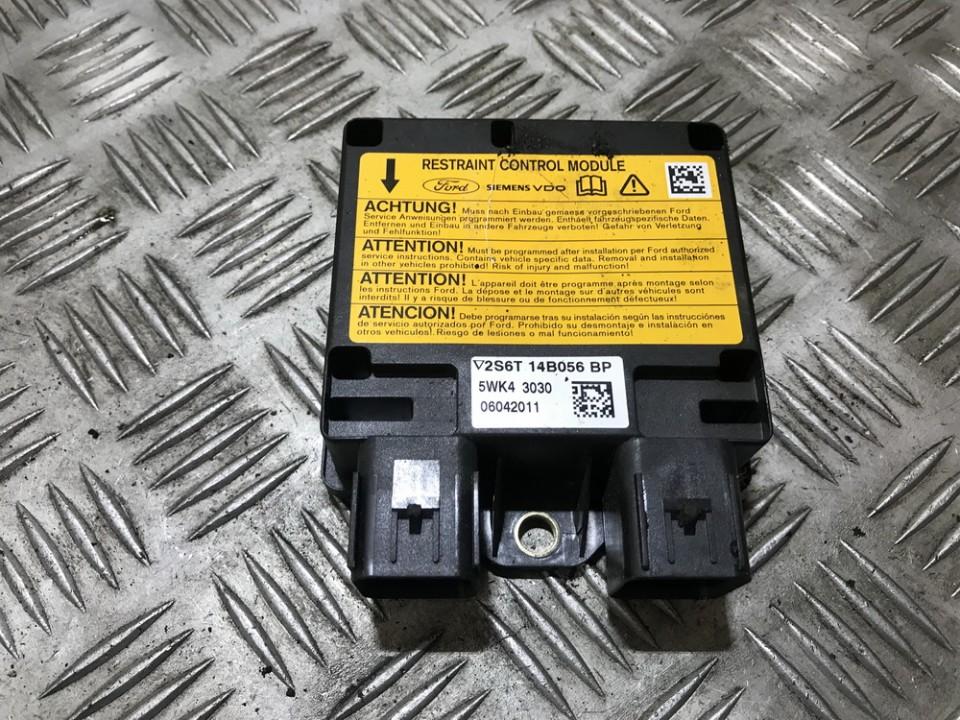 RESTRAINT CONTROL MODULE
Ford SIEMENS VDO
ACHTUNG! Muss nach Einbau gemaess vorgeschriebenen Ford
Service Anweisungen programmiert werden. Enthaelt fahrzeugspezifische Daten.
Entfernen und Einbau in andere Fahrzeuge verboten! Gefahr von Verletzung
und Fehlfunktion!
ATTENTION! Must be programmed after installation per Ford authorized
service instructions. Contains vehicle specific data. Removal and installation
in other vehicles prohibited! Risk of injury and malfunction!
ATTENTION! L'appareil doit être programme après montage selon
les instructions Ford. La dépose et le montage sur d'autres véhicules sont
interdits! Il y a risque de blessure ou de fonctionnement défectueux!
ATENCION! Debe programarse tras su instalación según las instrucciónes
de servicio autorizados por Ford. Prohibido su desmontaje e instalación en
otros vehículos!. Riesgo de lesiones o mal funcionamiento!
2S6T 14B056 BP
5WK4 3030
06042011